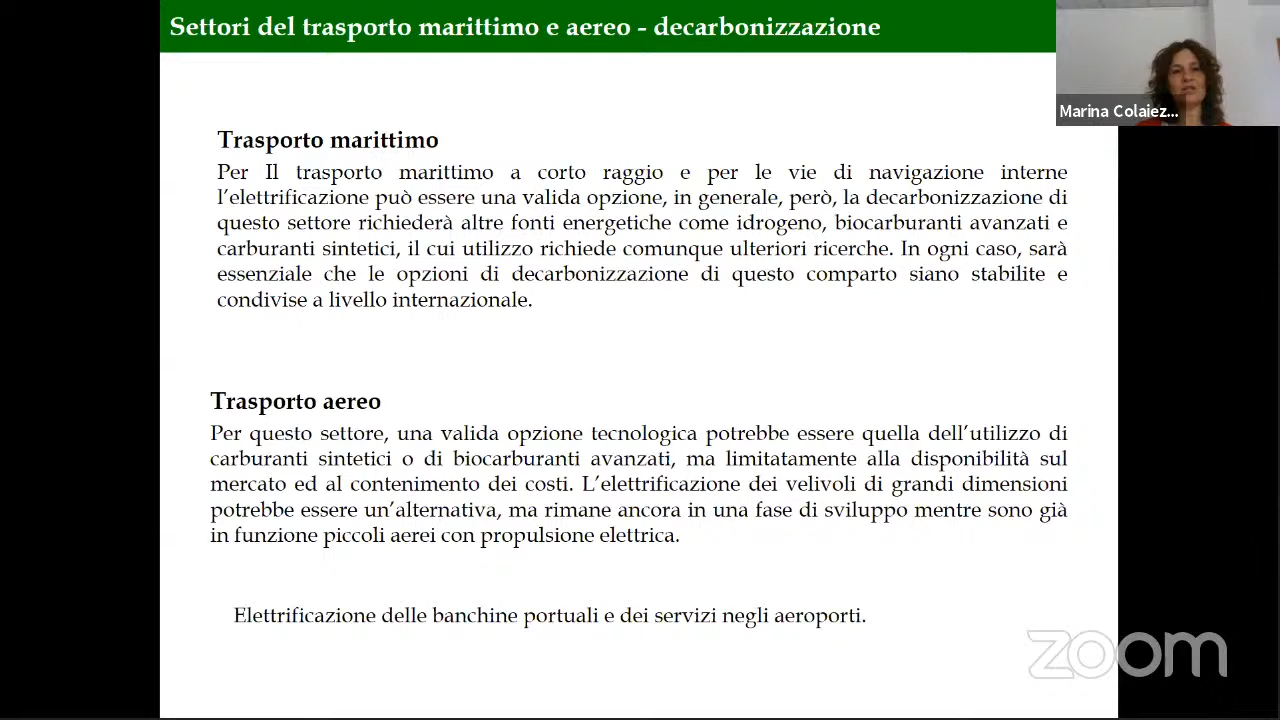 Settori del trasporto marittimo e aereo - decarbonizzazione
Marina Colaiez...
Trasporto marittimo
Per Il trasporto marittimo a corto raggio e per le vie di navigazione interne
l'elettrificazione può essere una valida opzione, in generale, però, la decarbonizzazione di
questo settore richiederà altre fonti energetiche come idrogeno, biocarburanti avanzati e
carburanti sintetici, il cui utilizzo richiede comunque ulteriori ricerche. In ogni caso, sarà
essenziale che le opzioni di decarbonizzazione di questo comparto siano stabilite e
condivise a livello internazionale.
Trasporto aereo
Per questo settore, una valida opzione tecnologica potrebbe essere quella dell'utilizzo di
carburanti sintetici o di biocarburanti avanzati, ma limitatamente alla disponibilità sul
mercato ed al contenimento dei costi. L'elettrificazione dei velivoli di grandi dimensioni
potrebbe essere un'alternativa, ma rimane ancora in una fase di sviluppo mentre sono già
in funzione piccoli aerei con propulsione elettrica.
Elettrificazione delle banchine portuali e dei servizi negli aeroporti.
zoom